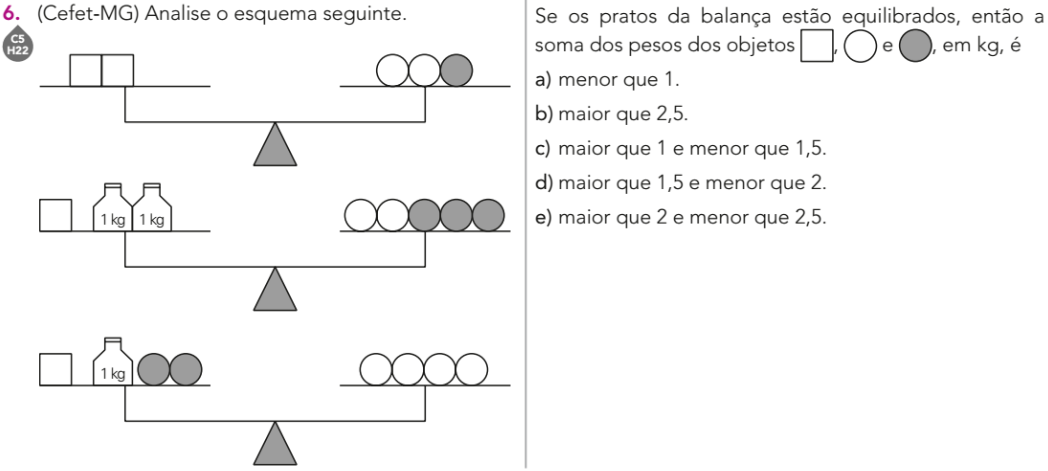 6. (Cefet-MG) Analise o esquema seguinte.
C5
H22
1 kg 1 kg
1 kg
Se os pratos da balança estão equilibrados, então a
soma dos pesos dos objetos , e , em kg, é
a) menor que 1.
b) maior que 2,5.
c) maior que 1 e menor que 1,5.
d) maior que 1,5 e menor que 2.
e) maior que 2 e menor que 2,5.